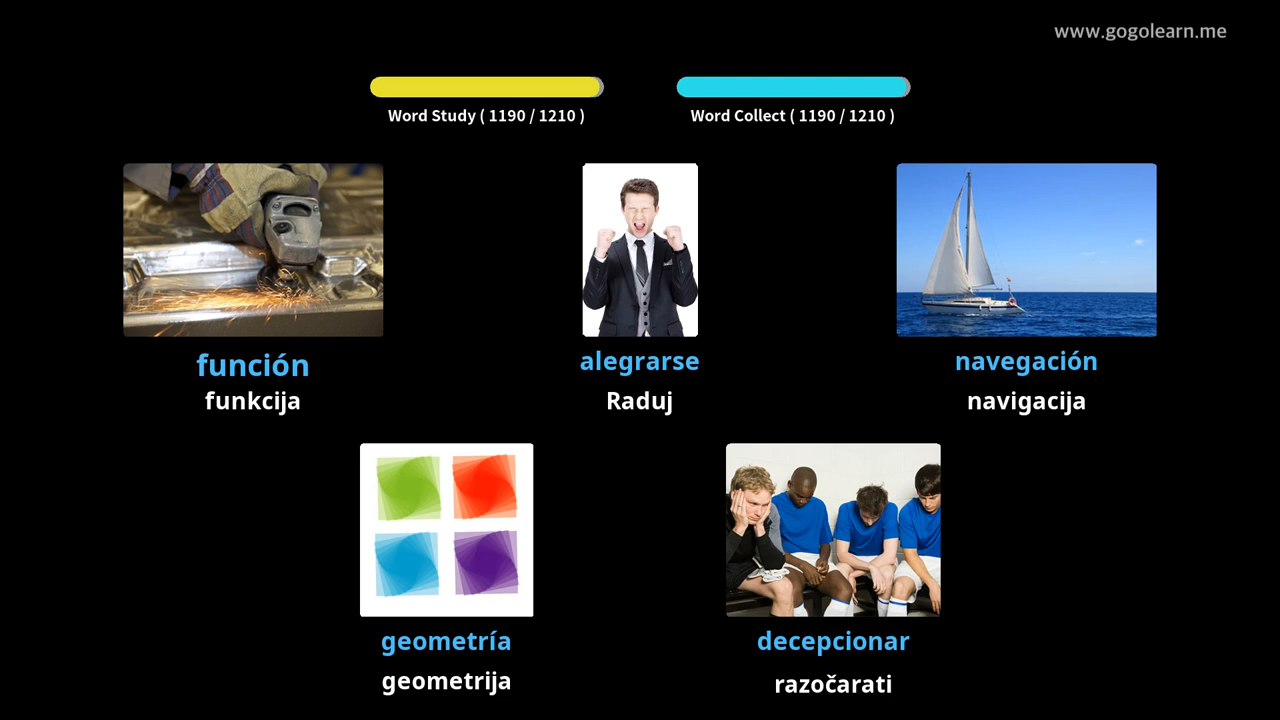 www.gogolearn.me
Word Study ( 1190 / 1210 )
Word Collect ( 1190 / 1210 )
función
funkcija
alegrarse
Raduj
navegación
navigacija
geometría
geometrija
decepcionar
razočarati